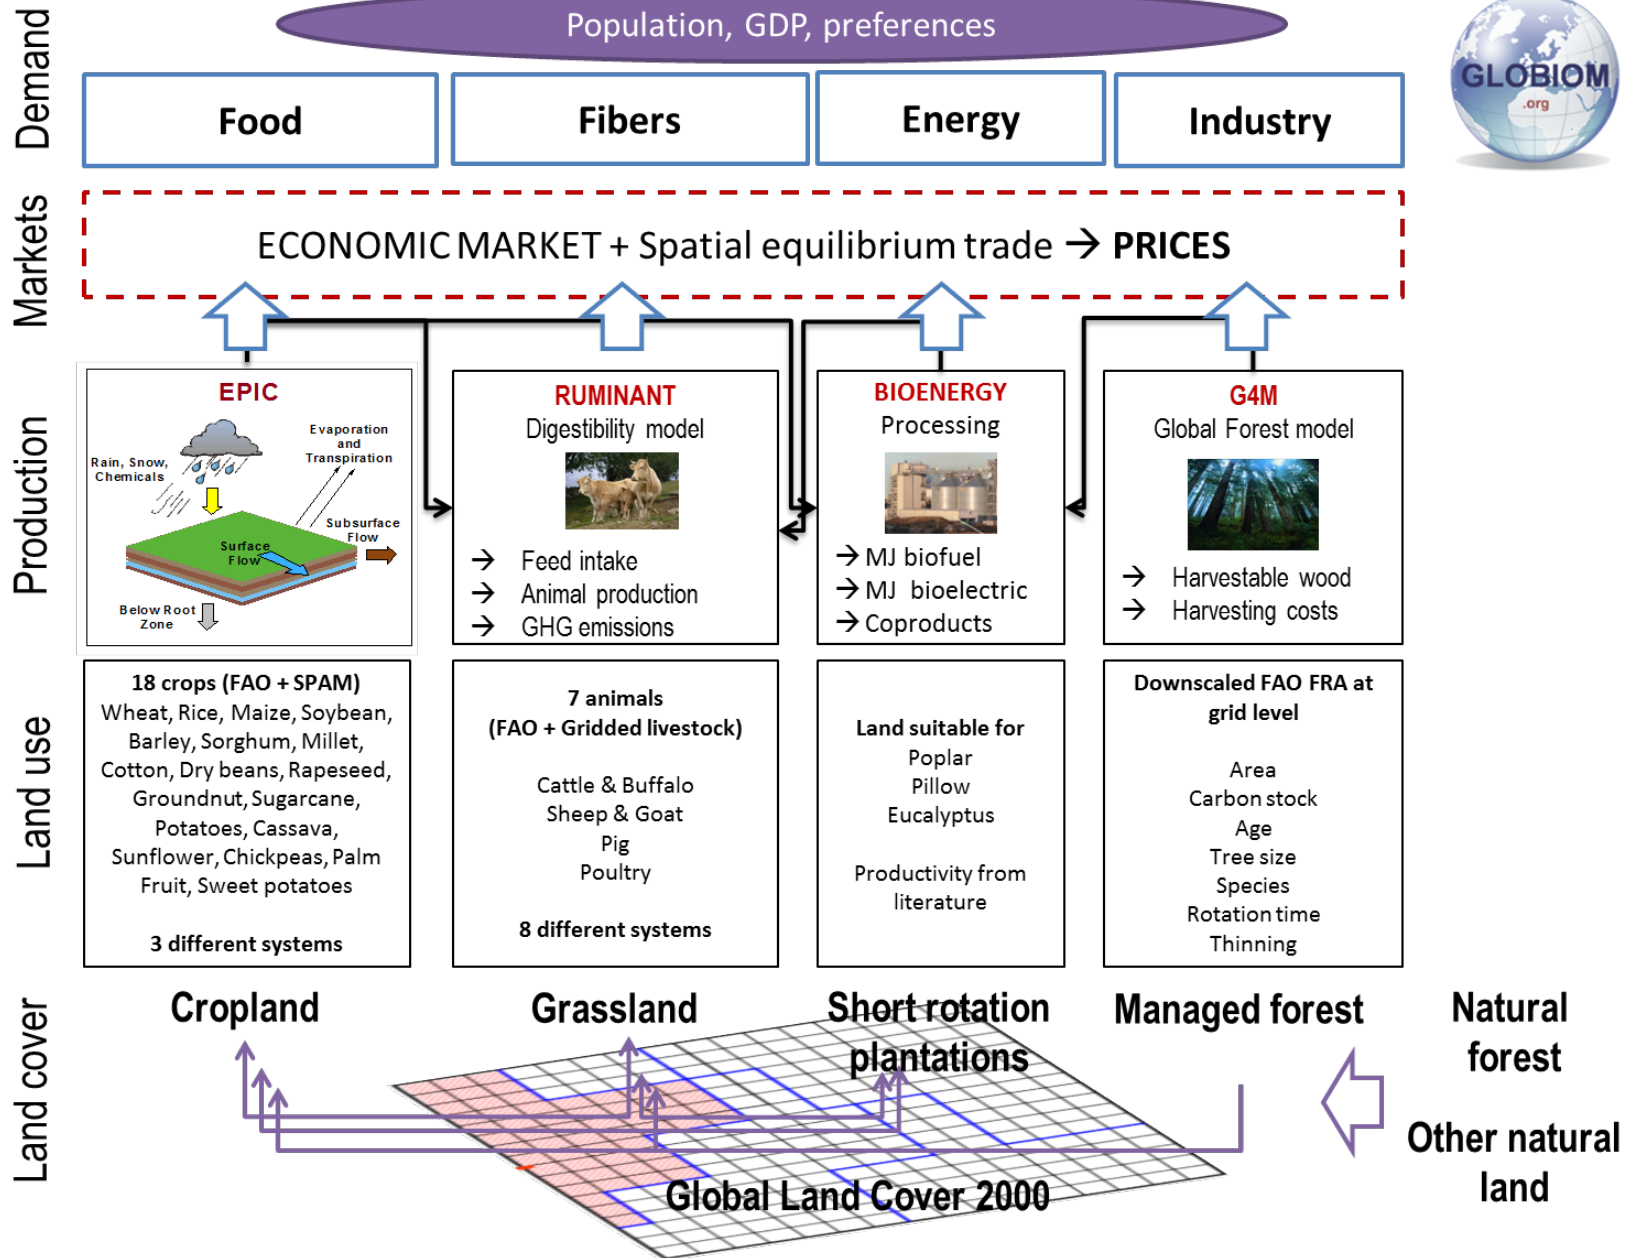 Population, GDP, preferences
GLOBIOM
.org
Demand
Food
Fibers
Energy
Industry
Markets
ECONOMIC MARKET + Spatial equilibrium trade → PRICES
Production
EPIC
Evaporation
and
Transpiration
Rain, Snow,
Chemicals
Subsurface
Flow
Surface
Flow
Below Root
Zone
RUMINANT
Digestibility model
→ Feed intake
→ Animal production
→ GHG emissions
BIOENERGY
Processing
→ MJ biofuel
→ MJ bioelectric
→ Coproducts
G4M
Global Forest model
→ Harvestable wood
→ Harvesting costs
Land use
18 crops (FAO + SPAM)
Wheat, Rice, Maize, Soybean,
Barley, Sorghum, Millet,
Cotton, Dry beans, Rapeseed,
Groundnut, Sugarcane,
Potatoes, Cassava,
Sunflower, Chickpeas, Palm
Fruit, Sweet potatoes
3 different systems
7 animals
(FAO + Gridded livestock)
Cattle & Buffalo
Sheep & Goat
Pig
Poultry
8 different systems
Land suitable for
Poplar
Pillow
Eucalyptus
Productivity from
literature
Downscaled FAO FRA at
grid level
Area
Carbon stock
Age
Tree size
Species
Rotation time
Thinning
Land cover
Cropland
Grassland
Short rotation
plantations
Managed forest
Natural
forest
Other natural
land
Global Land Cover 2000